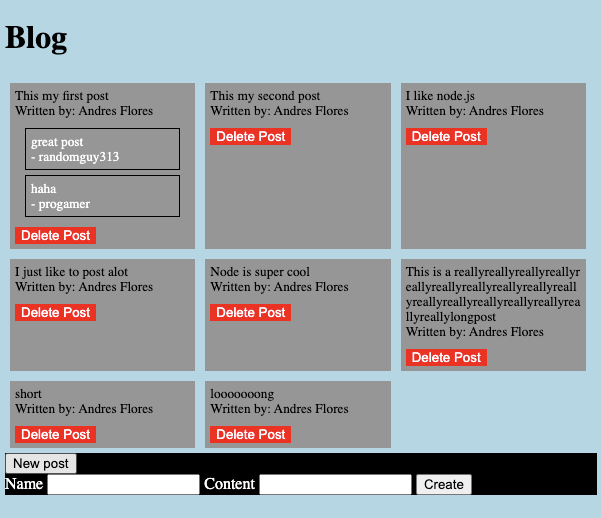 Blog
This my first post
Written by: Andres Flores
great post
- randomguy313
haha
- progamer
Delete Post
This my second post
Written by: Andres Flores
Delete Post
I like node.js
Written by: Andres Flores
Delete Post
I just like to post alot
Written by: Andres Flores
Delete Post
Node is super cool
Written by: Andres Flores
Delete Post
This is a reallyreallyreallyreallyr
eallyreallyreallyreallyreallyreall
yreallyreallyreallyreallyreallyrea
llyreallylongpost
Written by: Andres Flores
Delete Post
short
Written by: Andres Flores
Delete Post
looooooong
Written by: Andres Flores
Delete Post
New post
Name Content Create